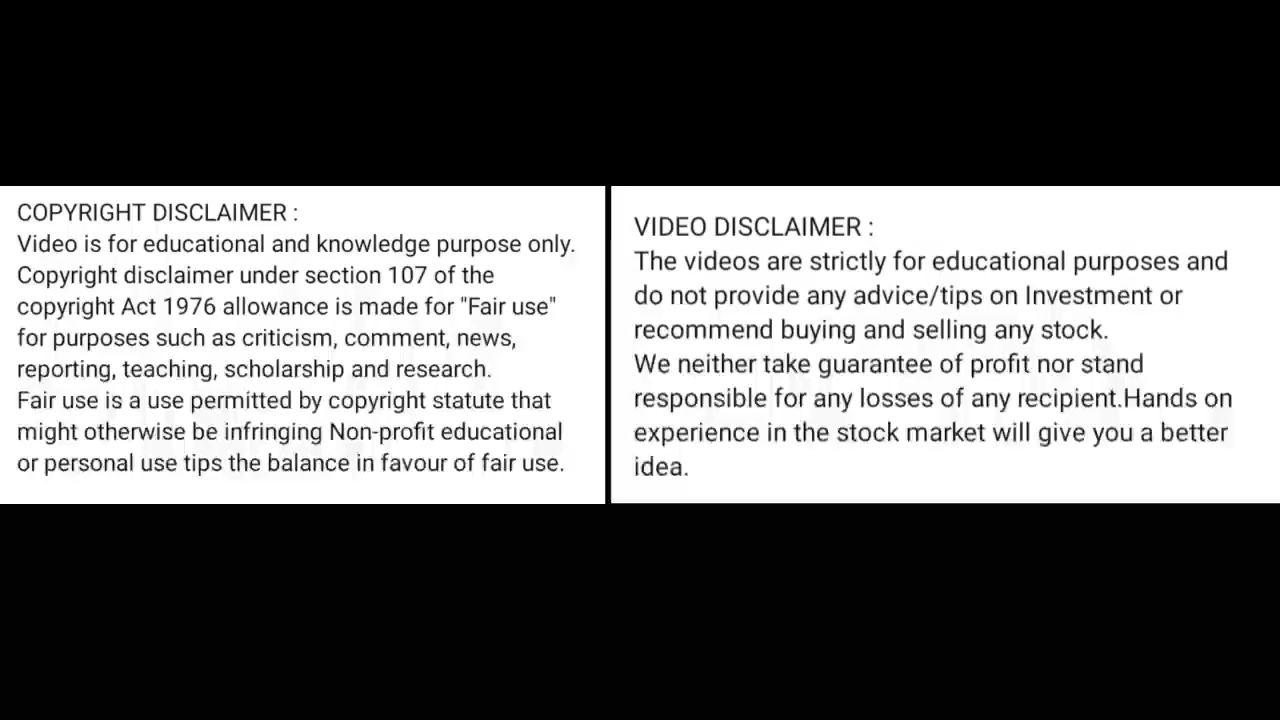 COPYRIGHT DISCLAIMER :
Video is for educational and knowledge purpose only.
Copyright disclaimer under section 107 of the
copyright Act 1976 allowance is made for "Fair use"
for purposes such as criticism, comment, news,
reporting, teaching, scholarship and research.
Fair use is a use permitted by copyright statute that
might otherwise be infringing Non-profit educational
or personal use tips the balance in favour of fair use.
VIDEO DISCLAIMER :
The videos are strictly for educational purposes and
do not provide any advice/tips on Investment or
recommend buying and selling any stock.
We neither take guarantee of profit nor stand
responsible for any losses of any recipient.Hands on
experience in the stock market will give you a better
idea.